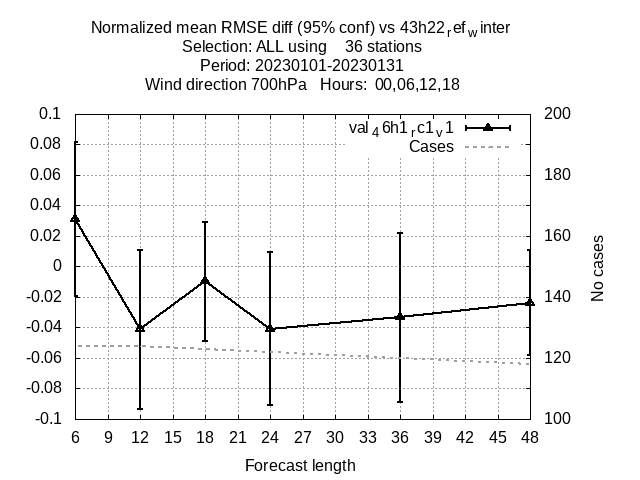 Normalized mean RMSE diff (95% conf) vs 43h22refwinter
Selection: ALL using 36 stations
Period: 20230101-20230131
Wind direction 700hPa Hours: 00,06,12,18
val46h1rc1v1
Cases
0.1
0.08
0.06
0.04
0.02
0
-0.02
-0.04
-0.06
-0.08
-0.1
200
180
160
140
120
100
No cases
6 9 12 15 18 21 24 27 30 33 36 39 42 45 48
Forecast length